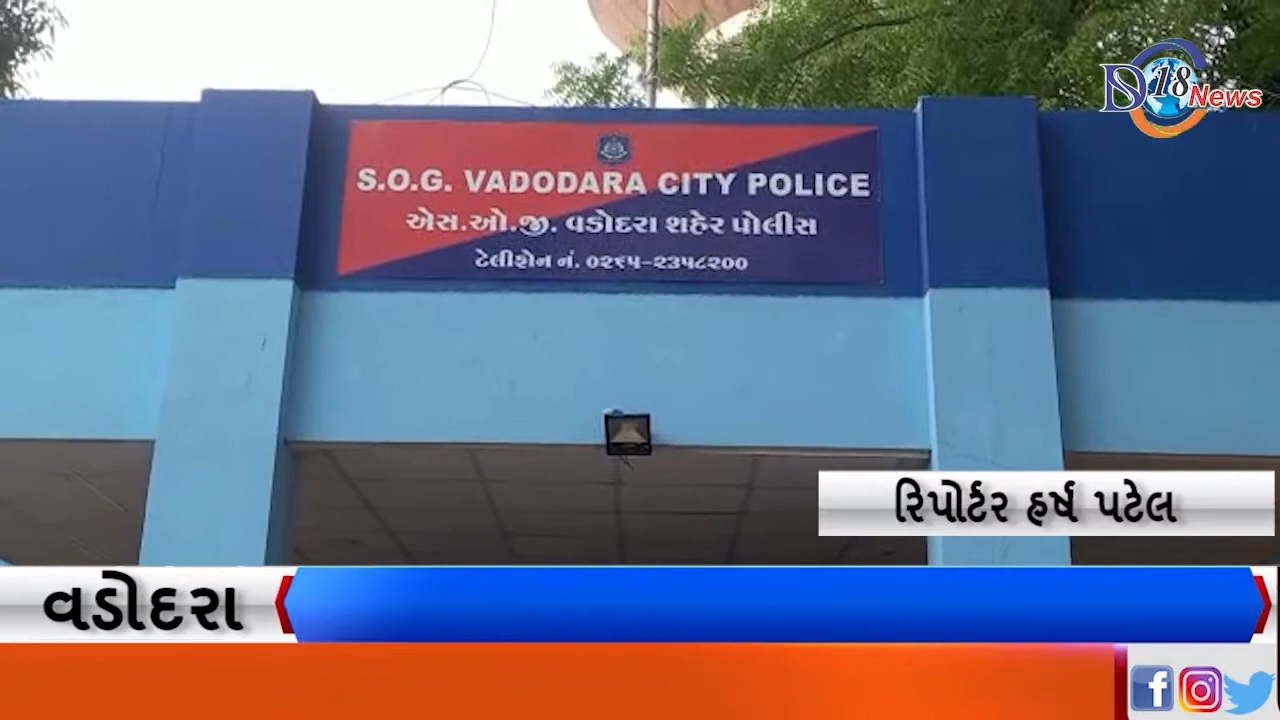 DS 18 News
S.O.G. VADODARA CITY POLICE
એસ.ઓ.જી. વડોદરા શહેર પોલીસ
ટેલીફોન નં. ૦૨૬૫-૨૩૫૮૨૦૦
રિપોર્ટર હર્ષ પટેલ
વડોદરા